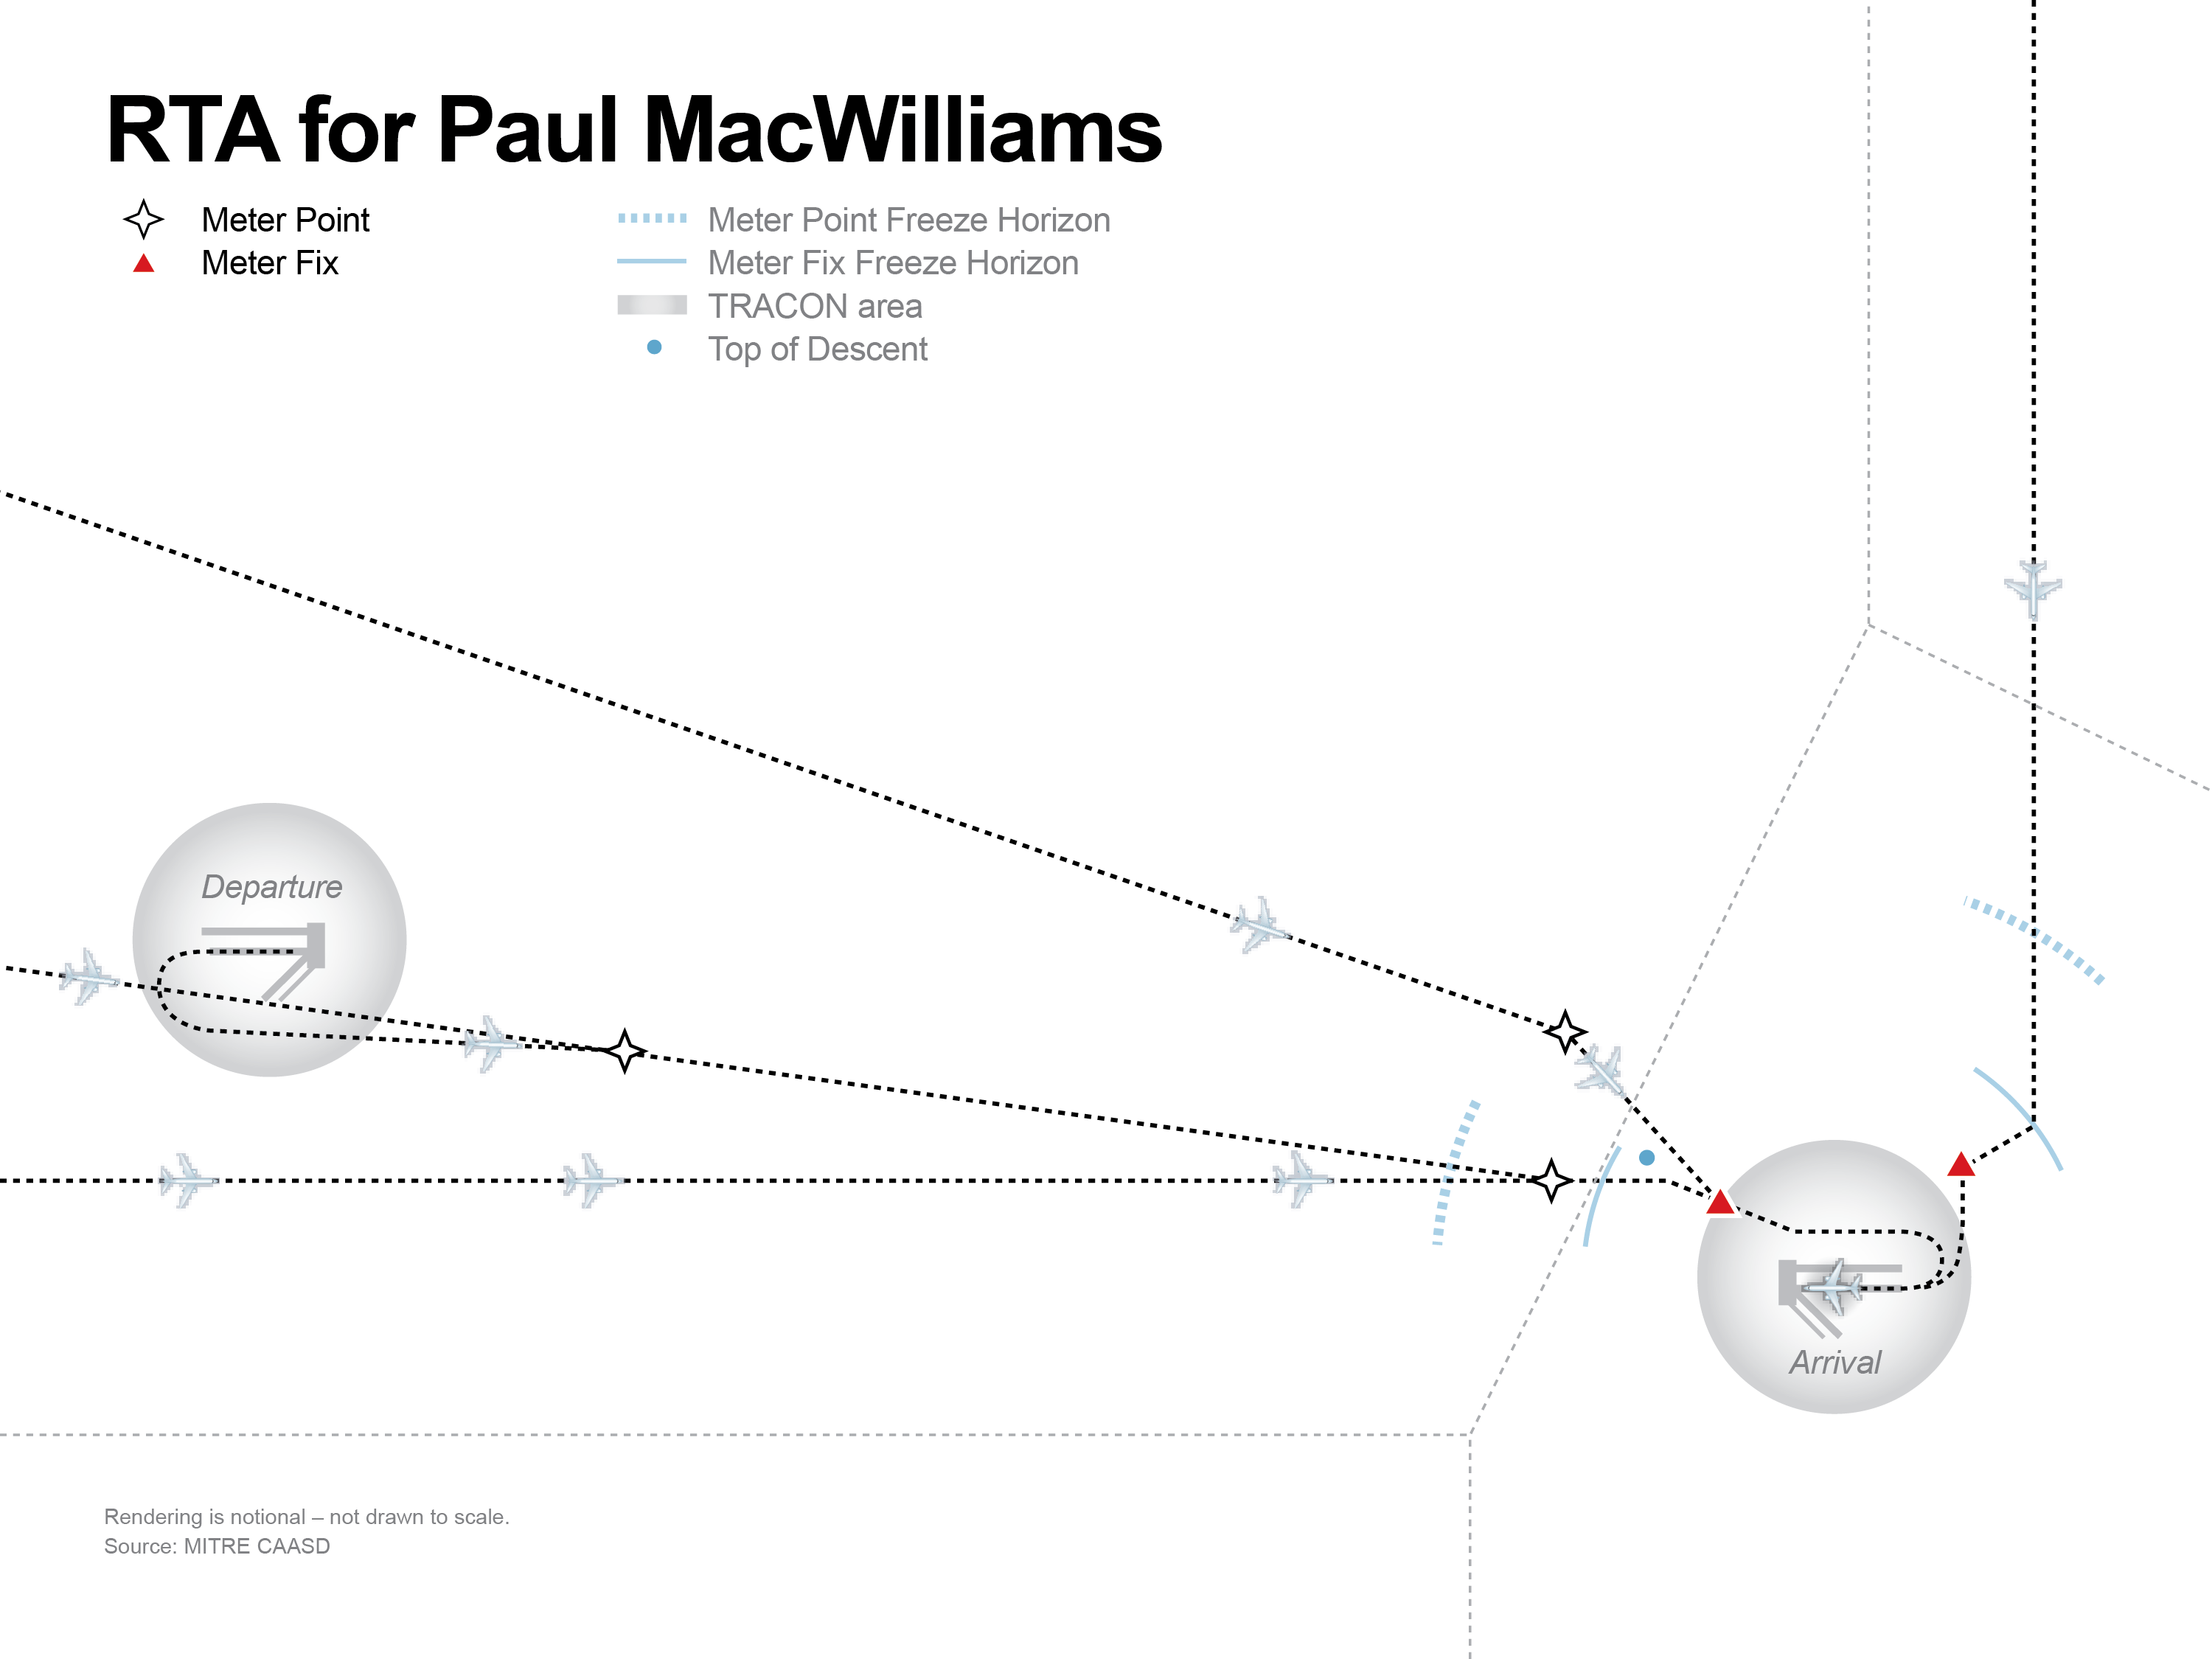 RTA for Paul MacWilliams
Meter Point
Meter Fix
Meter Point Freeze Horizon
Meter Fix Freeze Horizon
TRACON area
Top of Descent
Departure
Arrival
Rendering is notional – not drawn to scale.
Source: MITRE CAASD